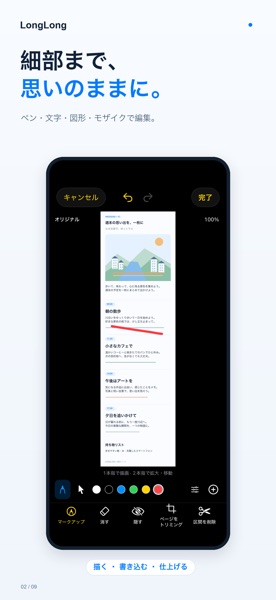 LongLong
細部まで、
思いのままに。
ペン・文字・図形・モザイクで編集。
キャンセル
完了
オリジナル
100%
週末の思い出を、一枚に
朝の散歩
小さなカフェで
午後はアートを
夕日を追いかけて
持ち物リスト
1本指で描画・2本指で拡大・移動
マークアップ
消す
隠す
ページを
トリミング
区間を削除
描く ・ 書き込む ・ 仕上げる
02 / 09